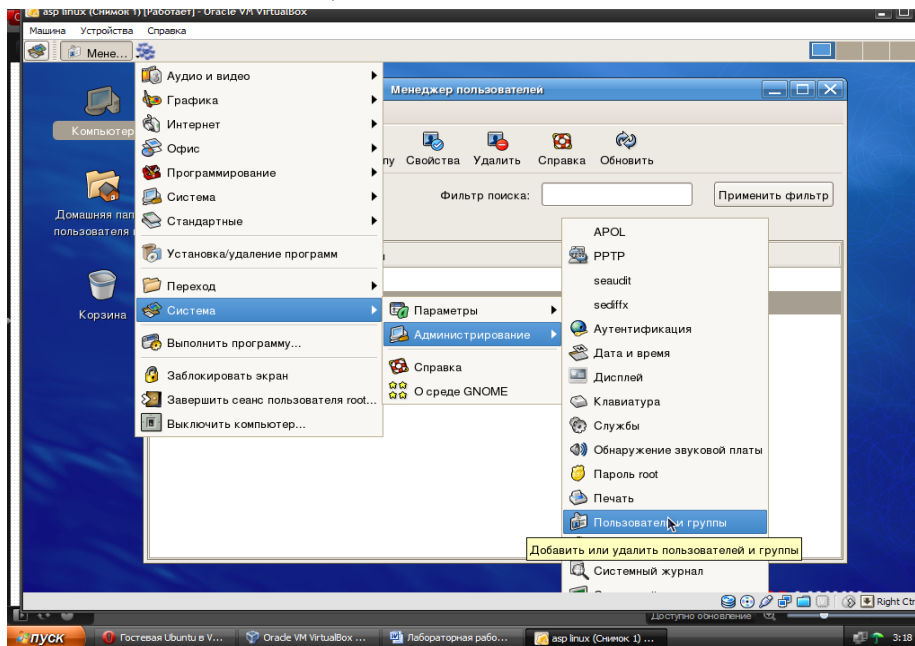 asp linux (Снимок 1) [Работает] - Oracle VM VirtualBox
Машина Устройства Справка
Мене...
Аудио и видео
Графика
Интернет
Офис
Программирование
Система
Стандартные
Установка/удаление программ
Переход
Система
Выполнить программу...
Заблокировать экран
Завершить сеанс пользователя root...
Выключить компьютер...
Компьютер
Домашняя пап
пользователя
Корзина
Менеджер пользователей
пу Свойства Удалить Справка Обновить
Фильтр поиска: Применить фильтр
Параметры
Администрирование
Справка
О среде GNOME
APOL
PPTP
seaudit
sediffx
Аутентификация
Дата и время
Дисплей
Клавиатура
Службы
Обнаружение звуковой платы
Пароль root
Печать
Пользователи и группы
Добавить или удалить пользователей и группы
Системный журнал
Right Ctr
Доступно обновление
пуск Гостевая Ubuntu в V... Oracle VM VirtualBox ... Лабораторная рабо... asp linux (Снимок 1) ... 3:18